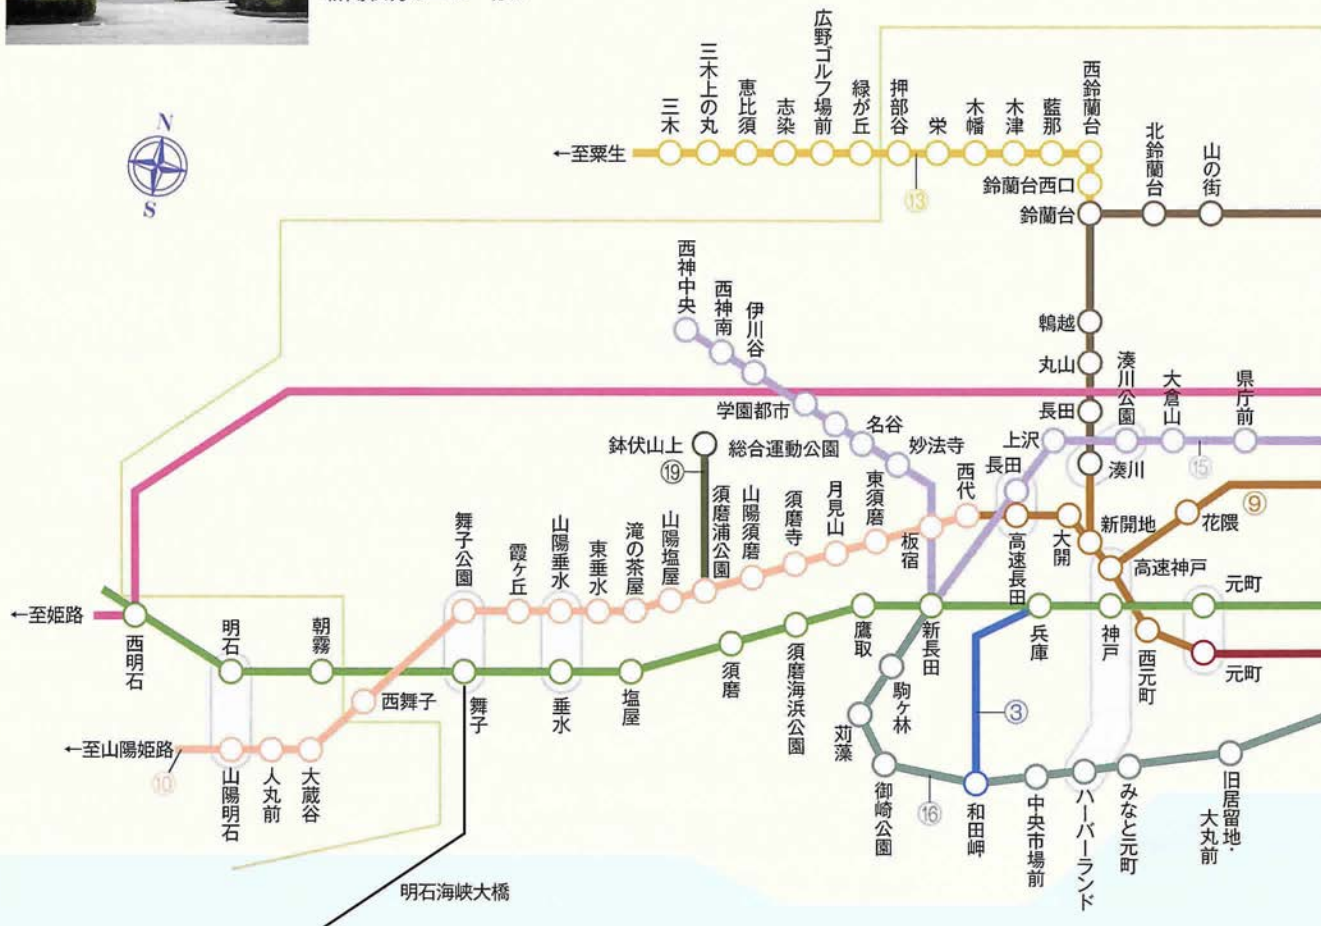 N
S
←至粟生
三木
三木上の丸
恵比須
志染
広野ゴルフ場前
緑が丘
押部谷
栄
木幡
木津
藍那
西鈴蘭台
⑬
鈴蘭台西口
鈴蘭台
北鈴蘭台
山の街
鵯越
丸山
長田
湊川
西神中央
西神南
伊川谷
学園都市
総合運動公園
名谷
妙法寺
板宿
上沢
長田
湊川公園
大倉山
県庁前
⑮
鉢伏山上
⑲
須磨浦公園
山陽須磨
須磨寺
月見山
東須磨
西代
高速長田
大開
新開地
高速神戸
花隈
⑨
西元町
元町
元町
舞子公園
霞ヶ丘
山陽垂水
東垂水
滝の茶屋
山陽塩屋
←至姫路
西明石
明石
朝霧
西舞子
舞子
垂水
塩屋
須磨
須磨海浜公園
鷹取
新長田
兵庫
神戸
←至山陽姫路
⑩
山陽明石
人丸前
大蔵谷
駒ヶ林
苅藻
御崎公園
⑯
③
和田岬
中央市場前
ハーバーランド
みなと元町
旧居留地・
大丸前
明石海峡大橋